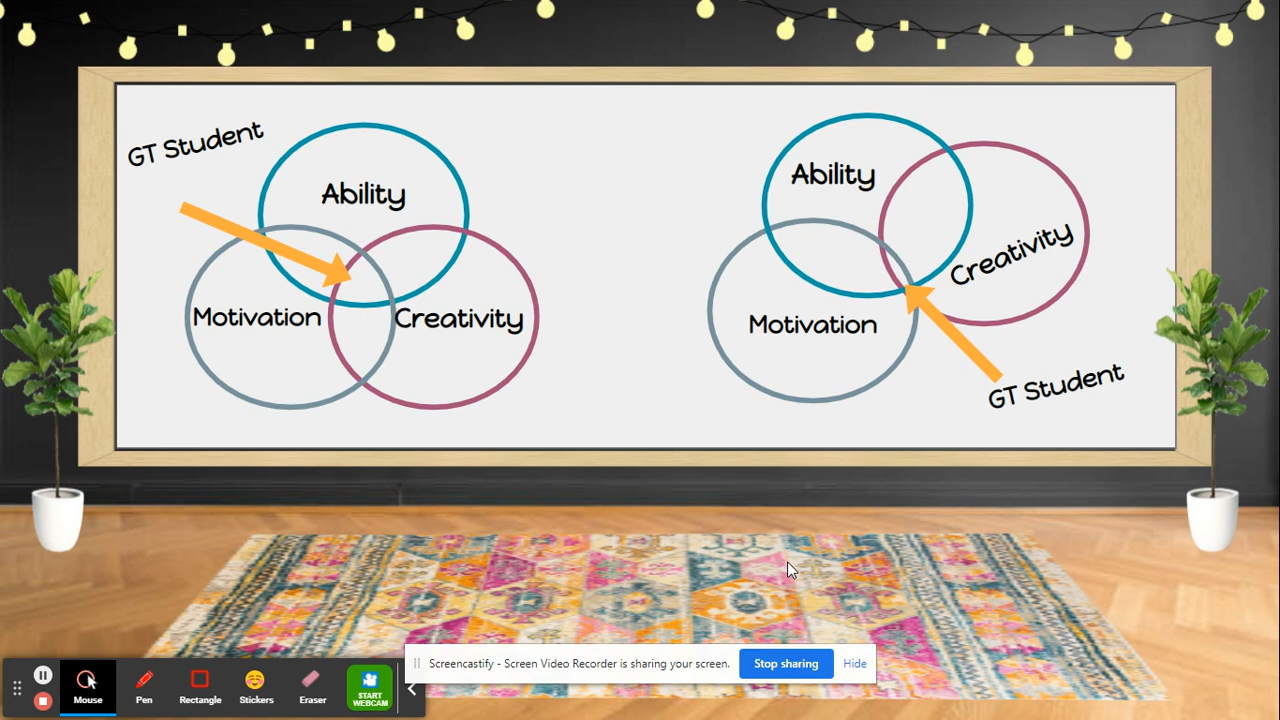 GT Student
Ability
Motivation
Creativity
Ability
Creativity
Motivation
GT Student
Screencastify - Screen Video Recorder is sharing your screen.
Stop sharing
Hide
Mouse
Pen
Rectangle
Stickers
Eraser
START
WEBCAM